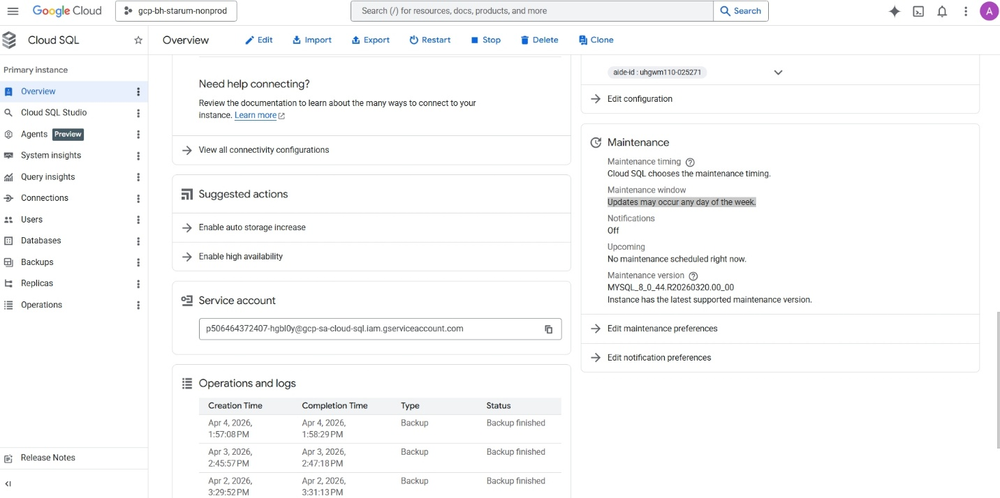 Google Cloud
gcp-bh-starum-nonprod
Search (/) for resources, docs, products, and more
Search
A
Cloud SQL
Overview
Edit
Import
Export
Restart
Stop
Delete
Clone
Primary instance
Overview
Cloud SQL Studio
Agents Preview
System insights
Query insights
Connections
Users
Databases
Backups
Replicas
Operations
Release Notes
Need help connecting?
Review the documentation to learn about the many ways to connect to your
instance. Learn more
View all connectivity configurations
Suggested actions
Enable auto storage increase
Enable high availability
Service account
p506464372407-hgbl0y@gcp-sa-cloud-sql.iam.gserviceaccount.com
Operations and logs
Creation Time Completion Time Type Status
Apr 4, 2026, Apr 4, 2026, Backup Backup finished
1:57:08 PM 1:58:29 PM
Apr 3, 2026, Apr 3, 2026, Backup Backup finished
2:45:57 PM 2:47:18 PM
Apr 2, 2026, Apr 2, 2026, Backup Backup finished
3:29:52 PM 3:31:13 PM
aide-id : uhgwm110-025271
Edit configuration
Maintenance
Maintenance timing
Cloud SQL chooses the maintenance timing.
Maintenance window
Updates may occur any day of the week.
Notifications
Off
Upcoming
No maintenance scheduled right now.
Maintenance version
MYSQL_8_0_44.R20260320.00_00
Instance has the latest supported maintenance version.
Edit maintenance preferences
Edit notification preferences